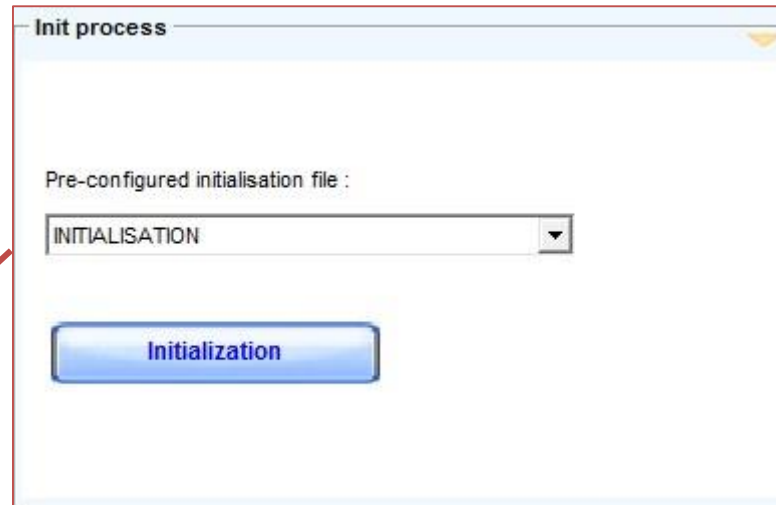 Init process
Pre-configured initialisation file :
INITIALISATION
Initialization